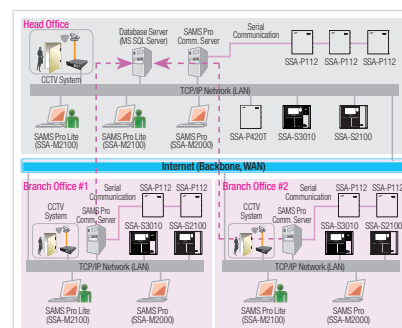 Head Office
Database Server
(MS SQL Server)
SAMS Pro
Comm. Server
Serial
Communication
SSA-P112 SSA-P112 SSA-P112
CCTV System
TCP/IP Network (LAN)
SAMS Pro Lite
(SSA-M2100)
SAMS Pro Lite
(SSA-M2100)
SAMS Pro
(SSA-M2000)
SSA-P420T
SSA-S3010
SSA-S2100
Internet (Backbone, WAN)
Branch Office #1
Serial
Communication
SSA-P112 SSA-P112
CCTV
System
SAMS Pro
Comm. Server
SSA-S3010 SSA-S2100
TCP/IP Network (LAN)
SAMS Pro Lite
(SSA-M2100)
SAMS Pro
(SSA-M2000)
Branch Office #2
Serial
Communication
SSA-P112 SSA-P112
CCTV
System
SAMS Pro
Comm. Server
SSA-S3010 SSA-S2100
TCP/IP Network (LAN)
SAMS Pro Lite
(SSA-M2100)
SAMS Pro
(SSA-M2000)